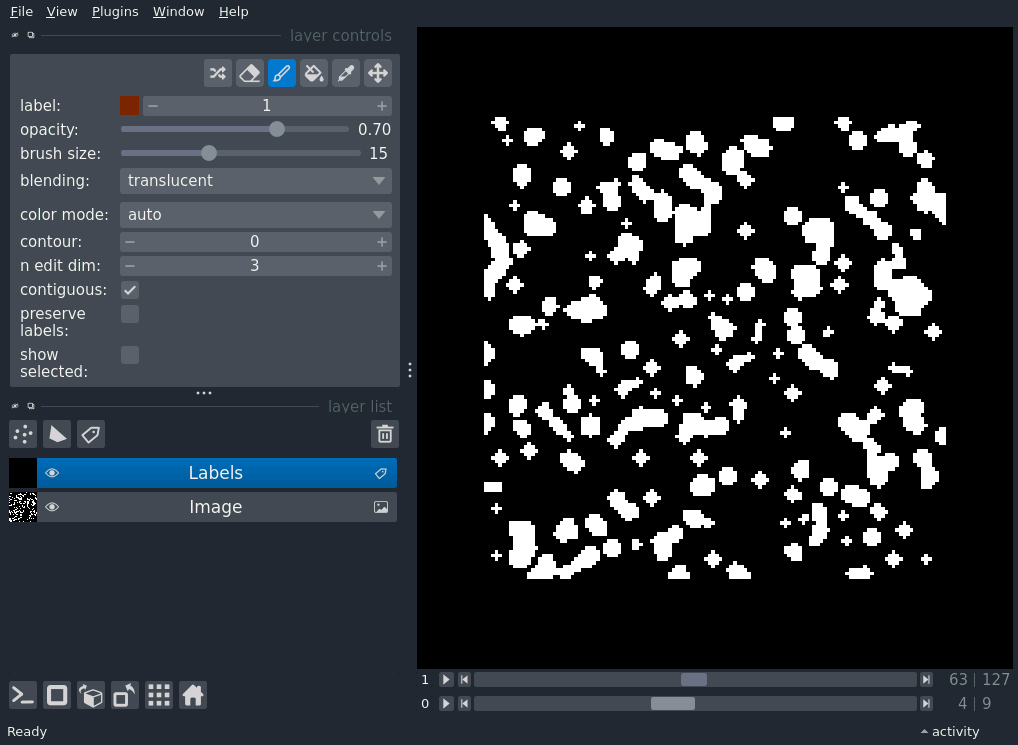 File View Plugins Window Help
layer controls
label: 1
opacity: 0.70
brush size: 15
blending: translucent
color mode: auto
contour: 0
n edit dim: 3
contiguous:
preserve
labels:
show
selected:
layer list
Labels
Image
1 63 | 127
0 4 | 9
Ready activity